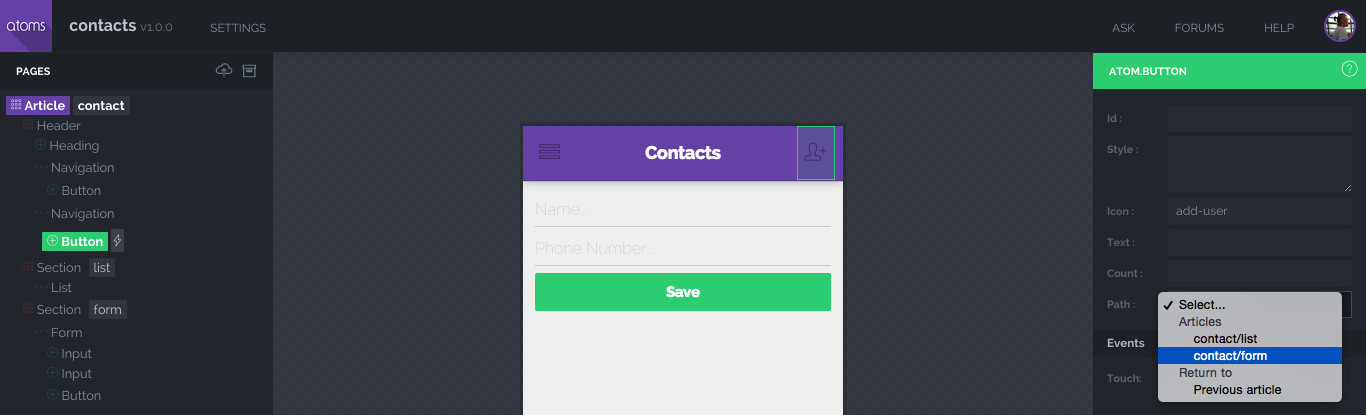 atoms contacts v1.0.0 SETTINGS ASK FORUMS HELP
PAGES
Article contact
Header
Heading
Navigation
Button
Navigation
Button
Section list
List
Section form
Form
Input
Input
Button
Contacts
Name...
Phone Number...
Save
ATOM.BUTTON ?
Id :
Style :
Icon : add-user
Text :
Count :
Path :
✓ Select...
Articles
contact/list
contact/form
Return to
Previous article
Events
Touch: